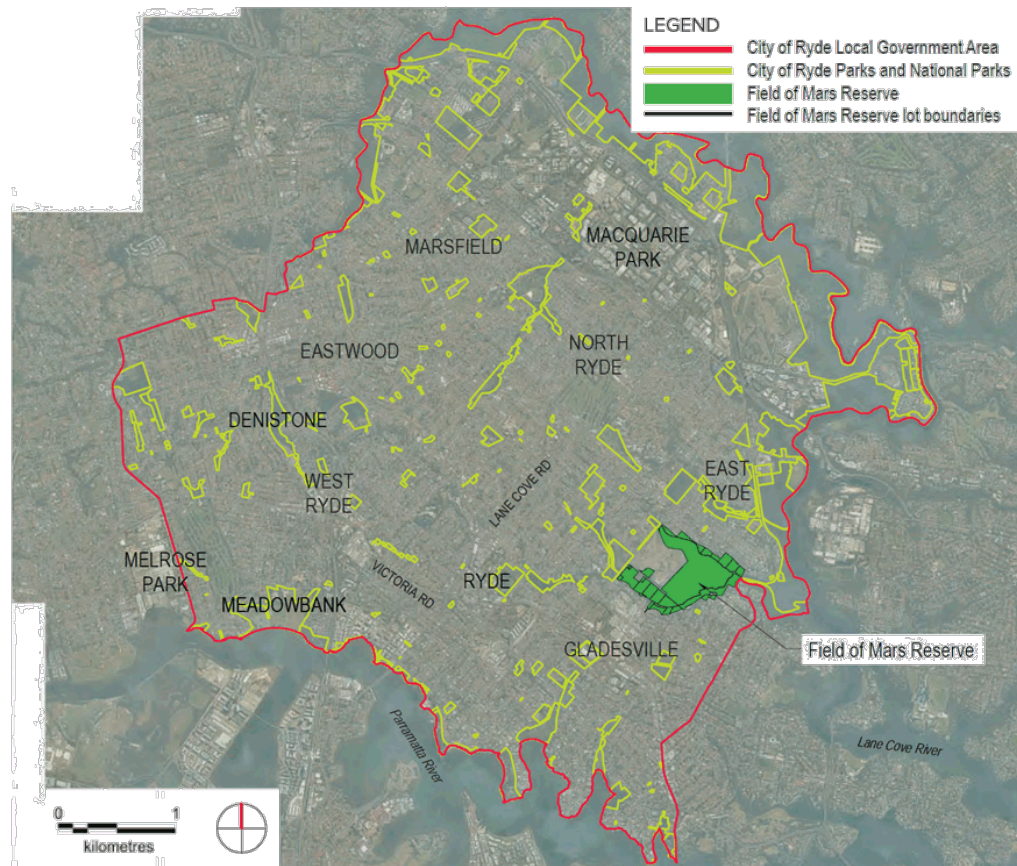 LEGEND
City of Ryde Local Government Area
City of Ryde Parks and National Parks
Field of Mars Reserve
Field of Mars Reserve lot boundaries
MARSFIELD
MACQUARIE
PARK
EASTWOOD
NORTH
RYDE
DENISTONE
WEST
RYDE
LANE COVE RD
EAST
RYDE
MELROSE
PARK
VICTORIA RD
RYDE
MEADOWBANK
GLADESVILLE
Field of Mars Reserve
Parramatta River
Lane Cove River
0 1
kilometres